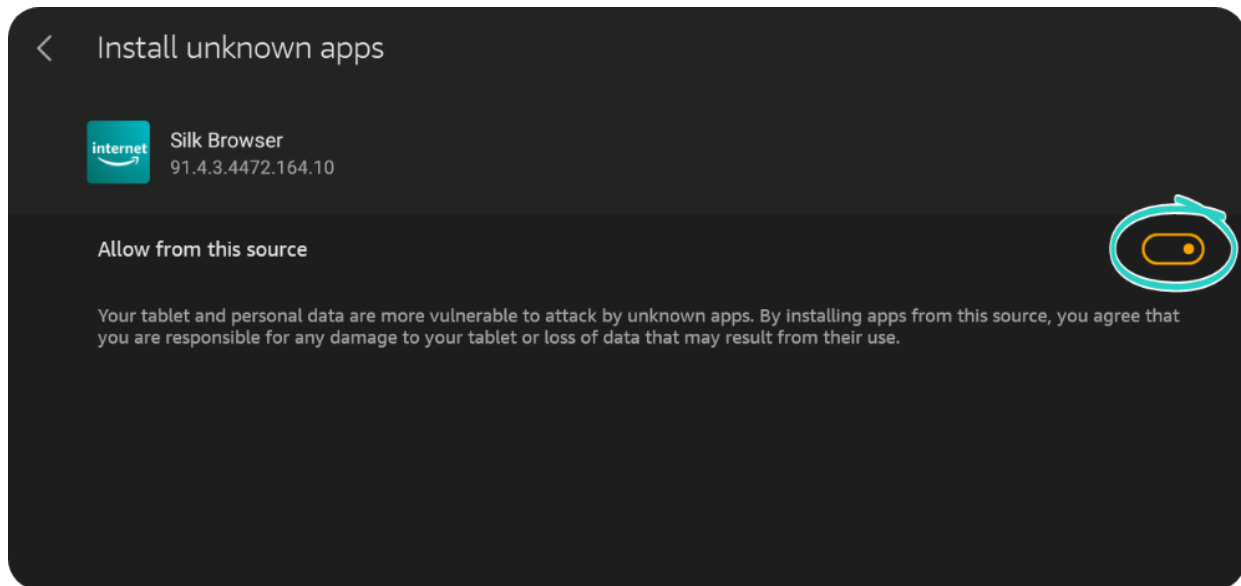 Install unknown apps
internet
Silk Browser
91.4.3.4472.164.10
Allow from this source
Your tablet and personal data are more vulnerable to attack by unknown apps. By installing apps from this source, you agree that
you are responsible for any damage to your tablet or loss of data that may result from their use.